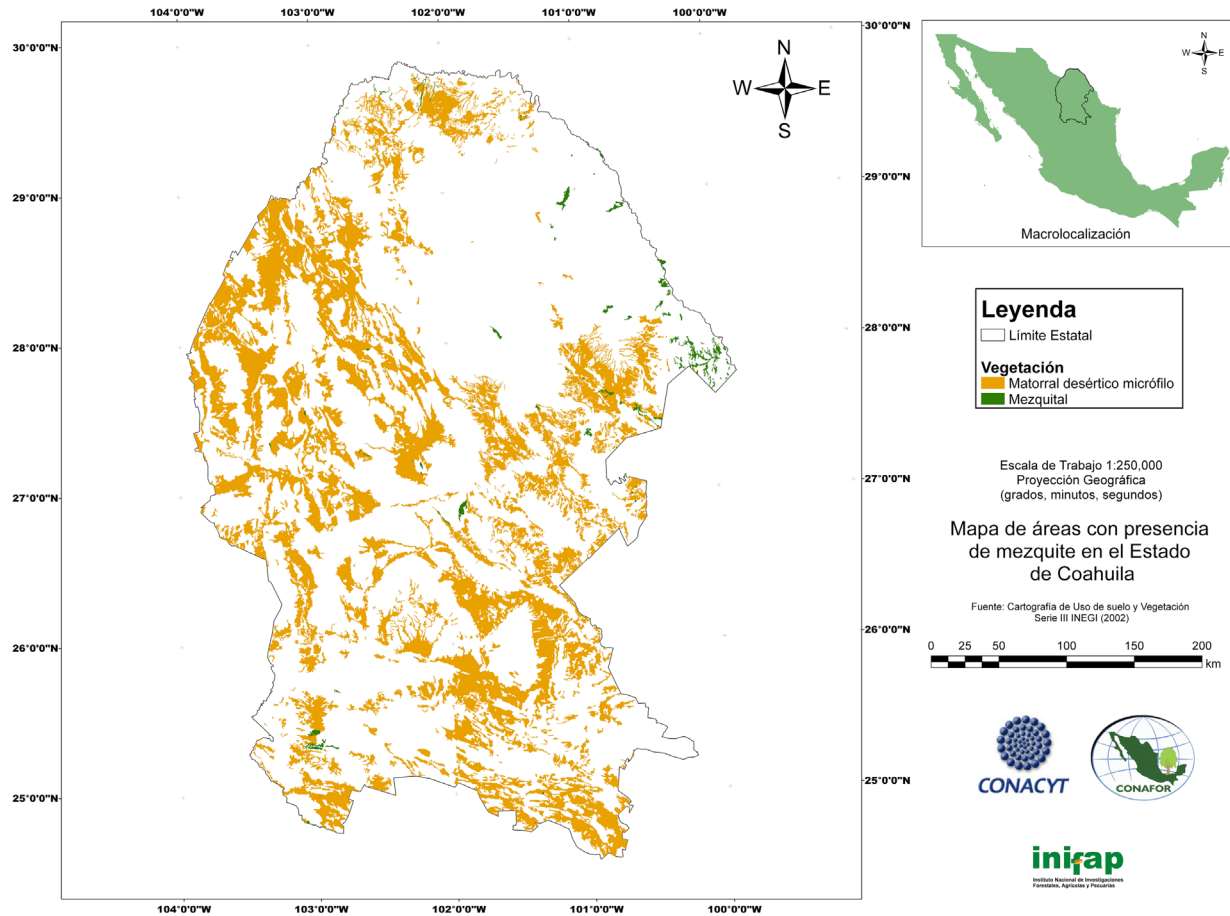 104°0'0"W
103°0'0"W
102°0'0"W
101°0'0"W
100°0'0"W
30°0'0"N
29°0'0"N
28°0'0"N
27°0'0"N
26°0'0"N
25°0'0"N
N
W E
S
30°0'0"N
29°0'0"N
28°0'0"N
27°0'0"N
26°0'0"N
25°0'0"N
104°0'0"W
103°0'0"W
102°0'0"W
101°0'0"W
100°0'0"W
N
W E
S
Macrolocalización
Leyenda
Límite Estatal
Vegetación
Matorral desértico micrófilo
Mezquital
Escala de Trabajo 1:250,000
Proyección Geográfica
(grados, minutos, segundos)
Mapa de áreas con presencia
de mezquite en el Estado
de Coahuila
Fuente: Cartografía de Uso de suelo y Vegetación
Serie III INEGI (2002)
0 25 50 100 150 200
km
CONACYT
CONAFOR
inifap
Instituto Nacional de Investigaciones
Forestales, Agrícolas y Pecuarias